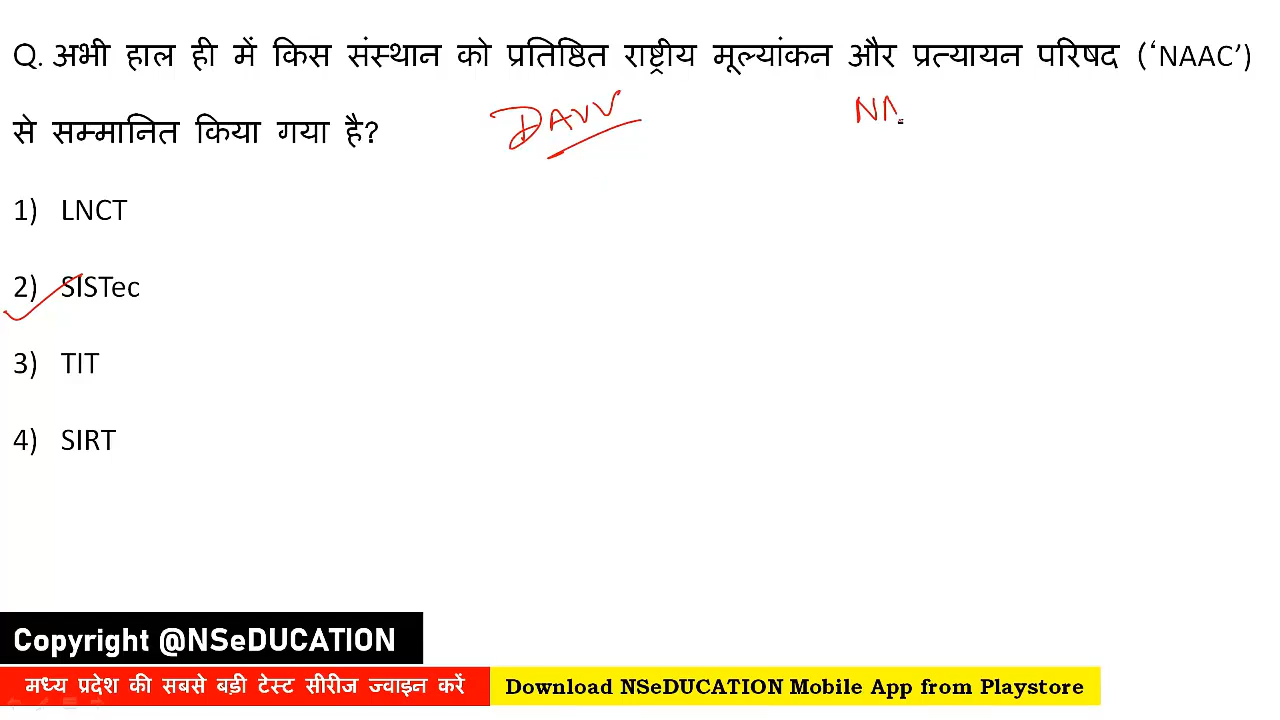 Q. अभी हाल ही में किस संस्थान को प्रतिष्ठित राष्ट्रीय मूल्यांकन और प्रत्यायन परिषद (‘NAAC’)
से सम्मानित किया गया है?
DAVV
NA
1) LNCT
2) SISTec
3) TIT
4) SIRT
Copyright @NSeDUCATION
मध्य प्रदेश की सबसे बड़ी टेस्ट सीरीज ज्वाइन करें
Download NSeDUCATION Mobile App from Playstore